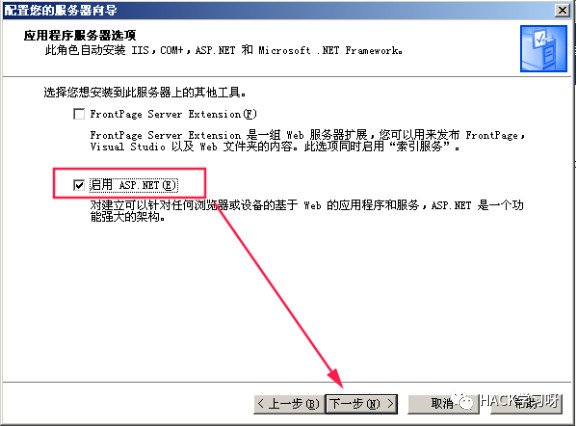 配置您的服务器向导
应用程序服务器选项
此角色自动安装 IIS，COM+，ASP.NET 和 Microsoft .NET Framework。
选择您想安装到此服务器上的其他工具。
FrontPage Server Extension(F)
FrontPage Server Extension 是一组 Web 服务器扩展，您可以用来发布 FrontPage，
Visual Studio 以及 Web 文件夹的内容。此选项同时启用“索引服务”。
启用 ASP.NET(E)
对建立可以针对任何浏览器或设备的基于 Web 的应用程序和服务，ASP.NET 是一个功
能强大的架构。
< 上一步(B) 下一步(N) > 取消 帮助
HACK学习呀